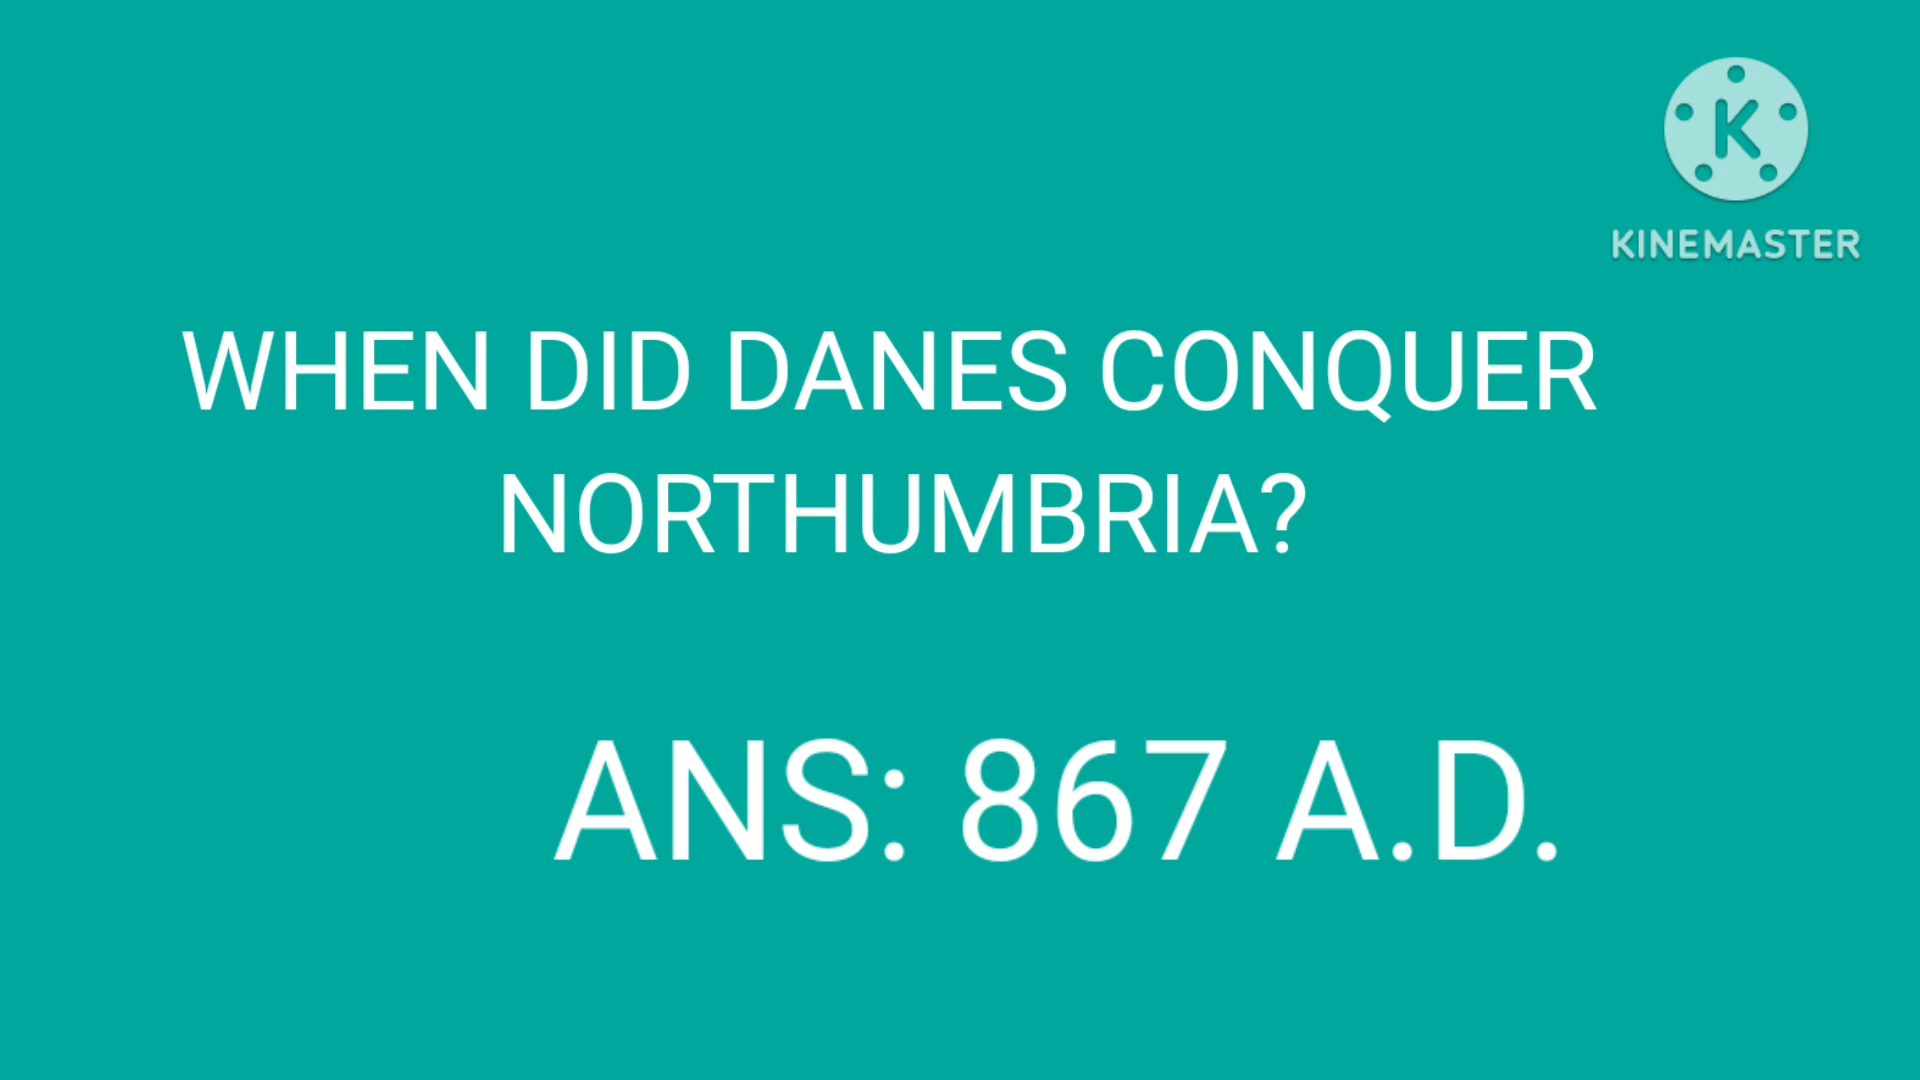 K
KINEMASTER
WHEN DID DANES CONQUER
NORTHUMBRIA?
ANS: 867 A.D.